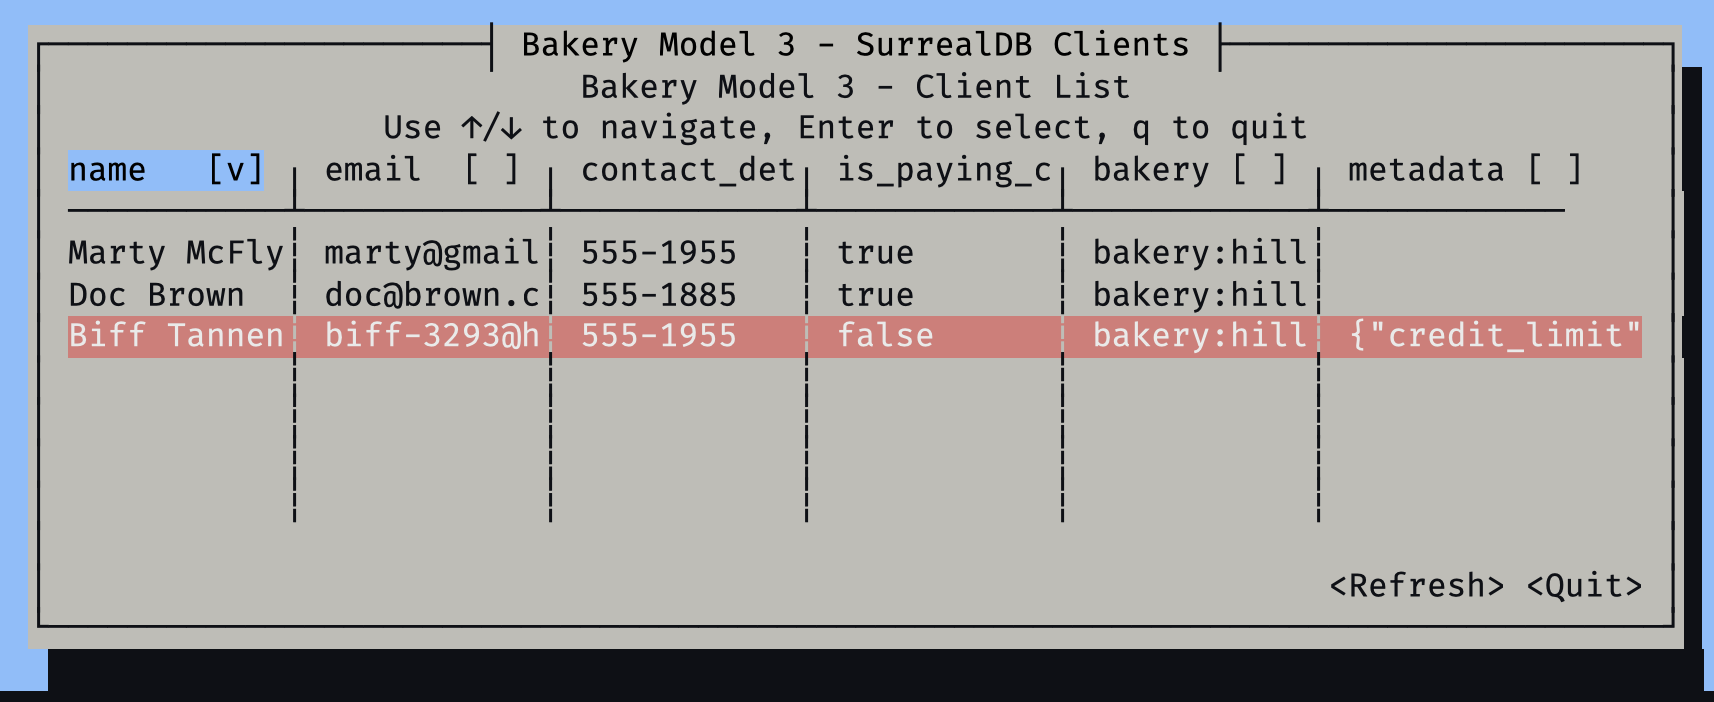 Bakery Model 3 - SurrealDB Clients
Bakery Model 3 - Client List
Use ↑/↓ to navigate, Enter to select, q to quit
name [v] email [ ] contact_det is_paying_c bakery [ ] metadata [ ]
Marty McFly marty@gmail 555-1955 true bakery:hill
Doc Brown doc@brown.c 555-1885 true bakery:hill
Biff Tannen biff-3293@h 555-1955 false bakery:hill {"credit_limit"
<Refresh> <Quit>